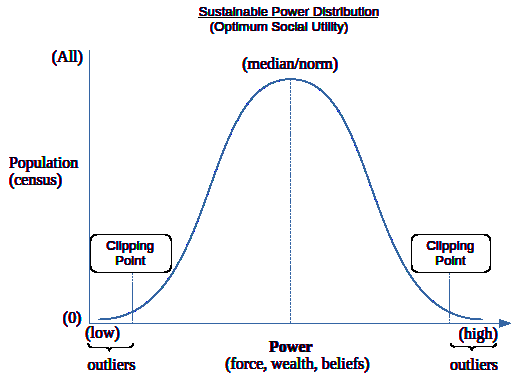 Sustainable Power Distribution
(Optimum Social Utility)
(All)
(median/norm)
Population
(census)
Clipping
Point
Clipping
Point
(0)
(low)
(high)
outliers
Power
(force, wealth, beliefs)
outliers